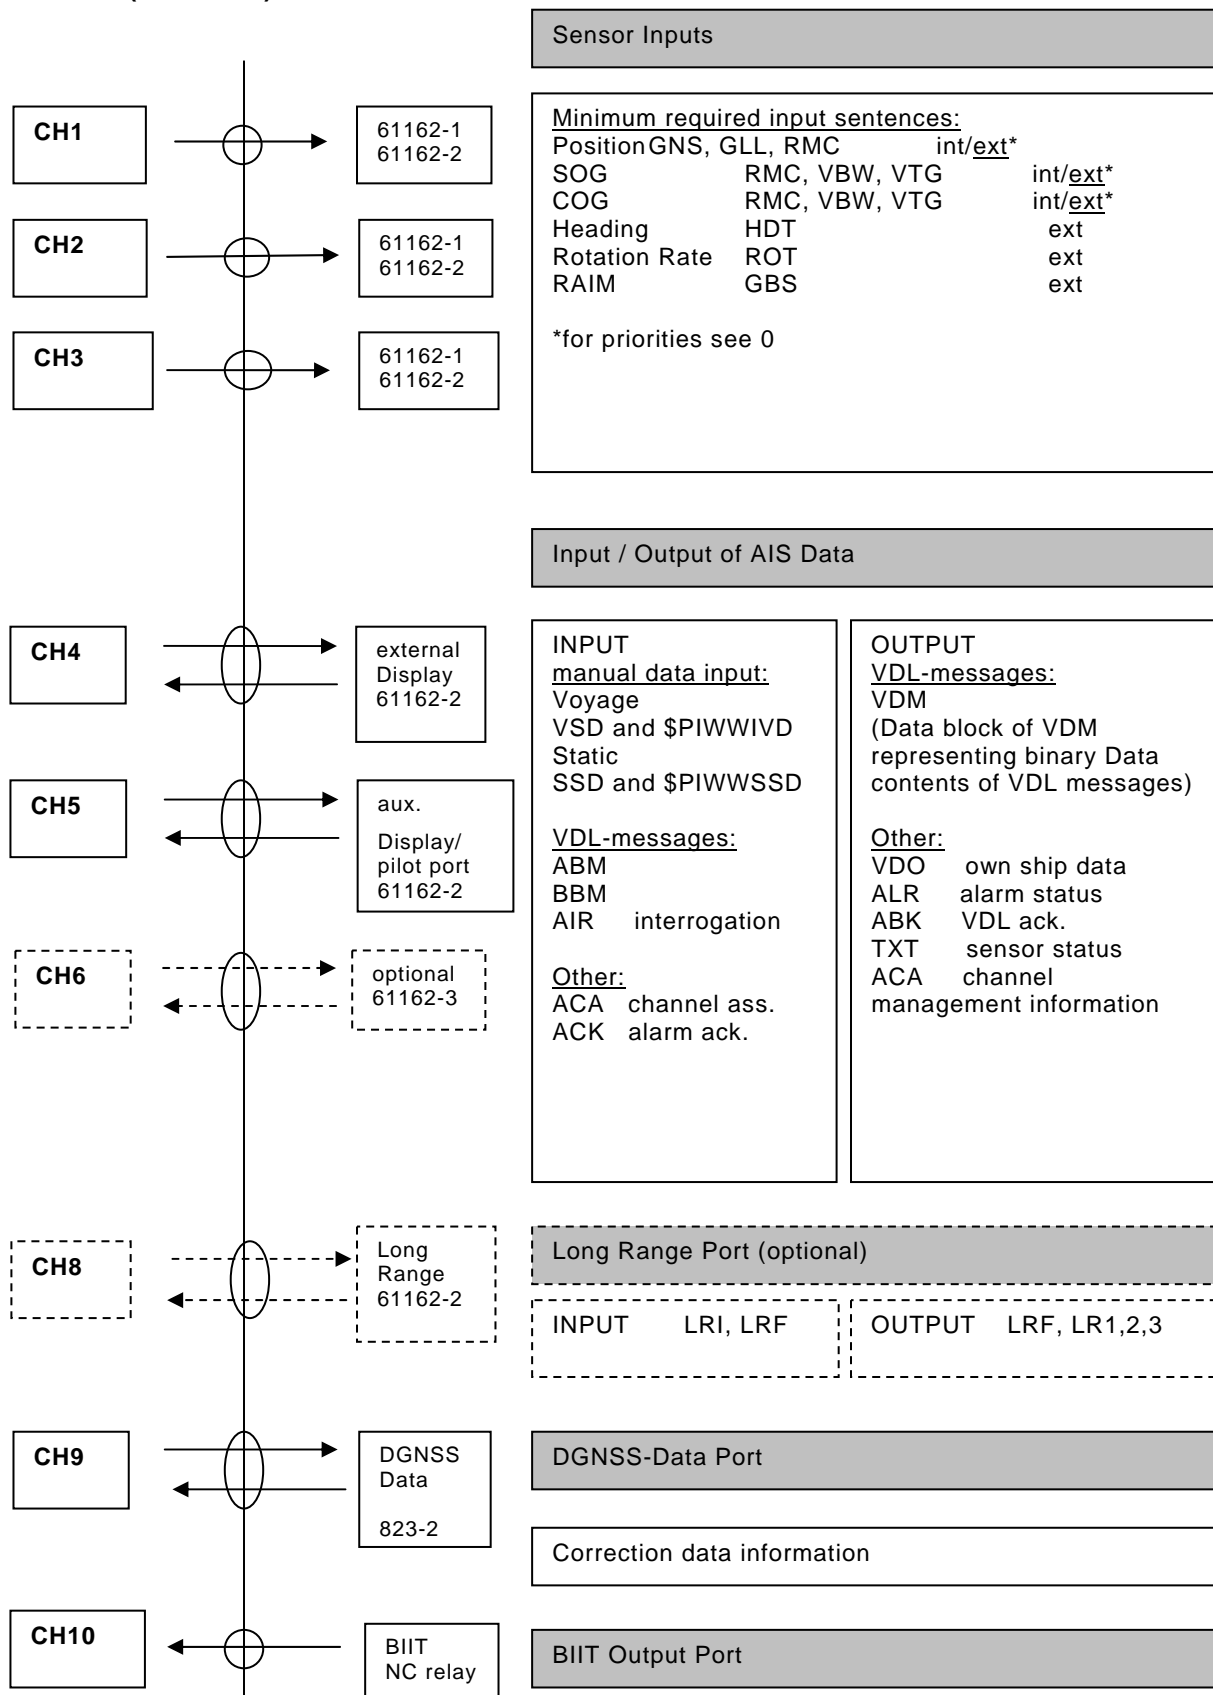 Sensor Inputs
CH1
61162-1
61162-2
Minimum required input sentences:
PositionGNS, GLL, RMC int/ext*
SOG RMC, VBW, VTG int/ext*
COG RMC, VBW, VTG int/ext*
Heading HDT ext
Rotation Rate ROT ext
RAIM GBS ext
*for priorities see 0
CH2
61162-1
61162-2
CH3
61162-1
61162-2
Input / Output of AIS Data
CH4
external
Display
61162-2
CH5
aux.
Display/
pilot port
61162-2
CH6
optional
61162-3
INPUT
manual data input:
Voyage
VSD and $PIWWIVD
Static
SSD and $PIWWSSD
VDL-messages:
ABM
BBM
AIR interrogation
Other:
ACA channel ass.
ACK alarm ack.
OUTPUT
VDL-messages:
VDM
(Data block of VDM
representing binary Data
contents of VDL messages)
Other:
VDO own ship data
ALR alarm status
ABK VDL ack.
TXT sensor status
ACA channel
management information
CH8
Long
Range
61162-2
Long Range Port (optional)
INPUT LRI, LRF
OUTPUT LRF, LR1,2,3
CH9
DGNSS
Data
823-2
DGNSS-Data Port
Correction data information
CH10
BIIT
NC relay
BIIT Output Port